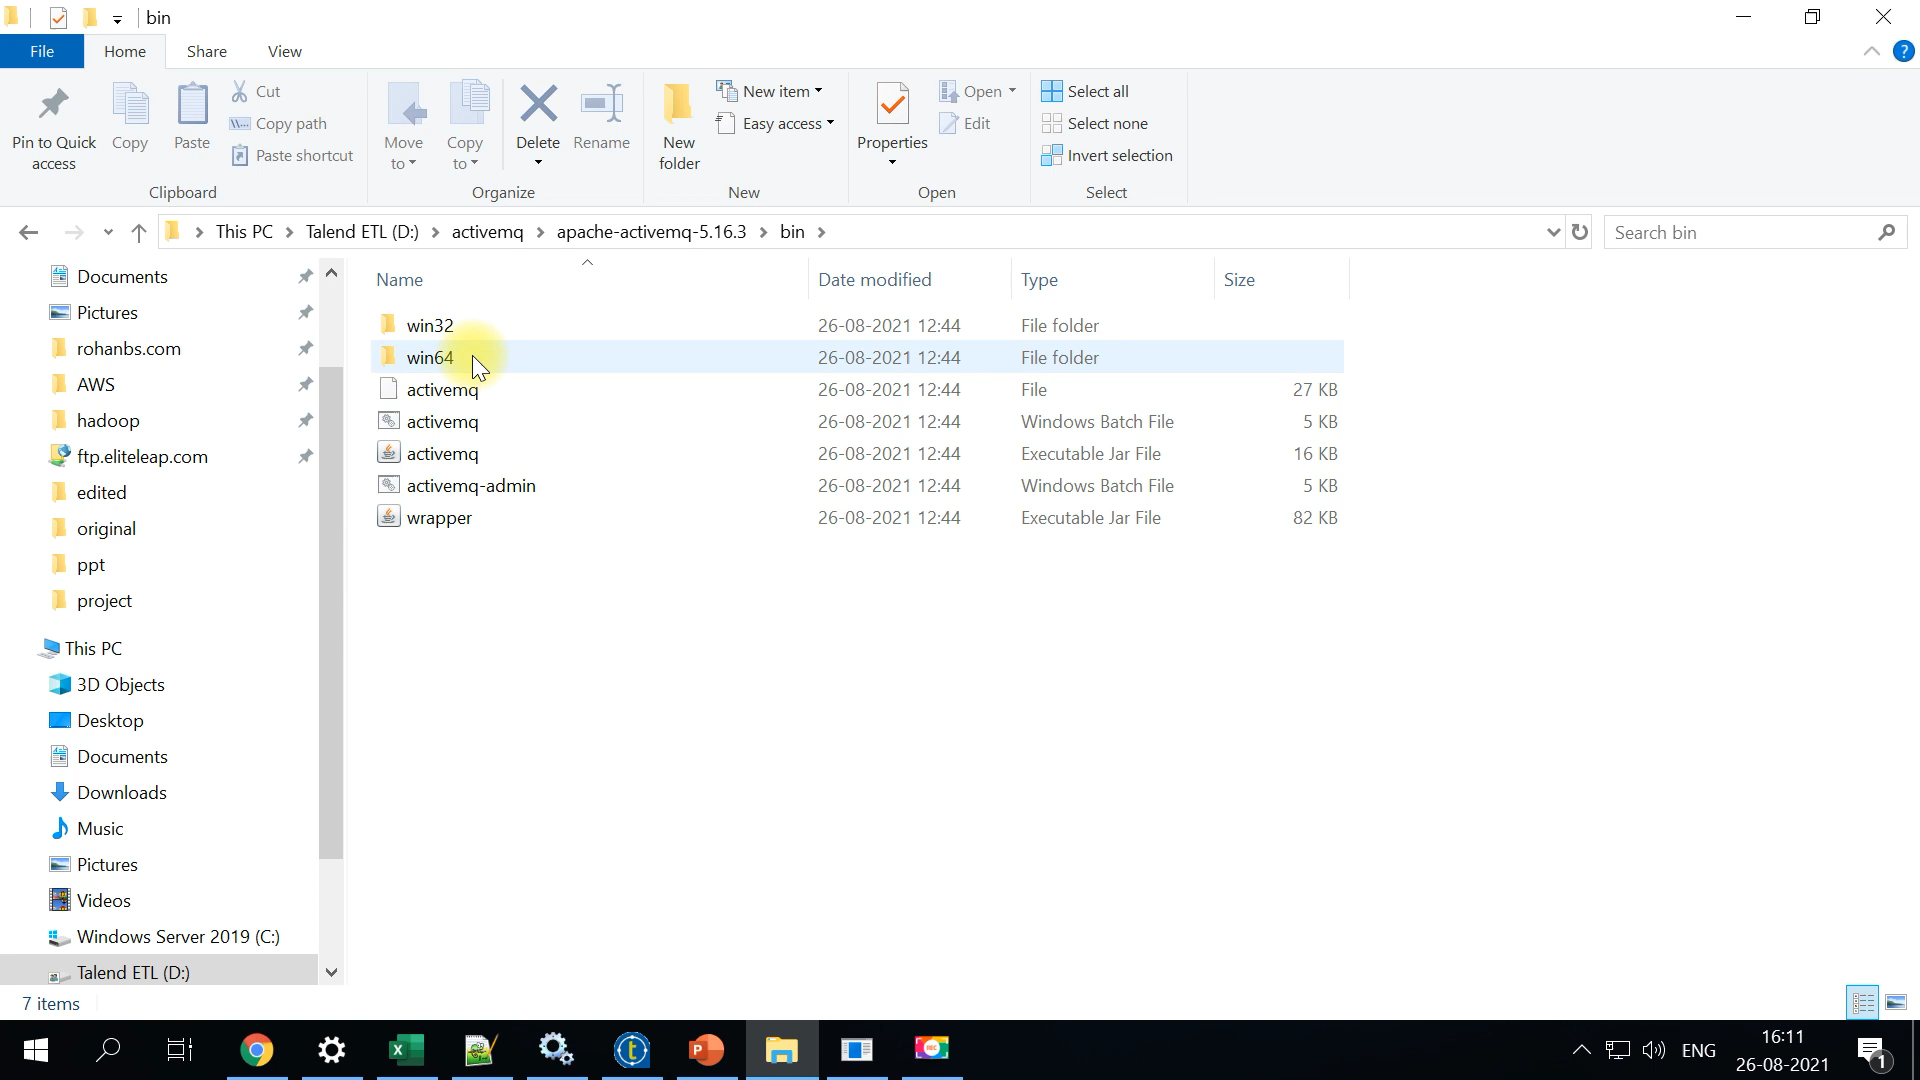 bin
File
Home
Share
View
Pin to Quick access
Copy
Paste
Cut
Copy path
Paste shortcut
Clipboard
Move to
Copy to
Delete
Rename
Organize
New folder
New item
Easy access
New
Properties
Open
Edit
Open
Select all
Select none
Invert selection
Select
This PC
Talend ETL (D:)
activemq
apache-activemq-5.16.3
bin
Search bin
Documents
Pictures
rohanbs.com
AWS
hadoop
ftp.eliteleap.com
edited
original
ppt
project
This PC
3D Objects
Desktop
Documents
Downloads
Music
Pictures
Videos
Windows Server 2019 (C:)
Talend ETL (D:)
Name Date modified Type Size
win32 26-08-2021 12:44 File folder
win64 26-08-2021 12:44 File folder
activemq 26-08-2021 12:44 File 27 KB
activemq 26-08-2021 12:44 Windows Batch File 5 KB
activemq 26-08-2021 12:44 Executable Jar File 16 KB
activemq-admin 26-08-2021 12:44 Windows Batch File 5 KB
wrapper 26-08-2021 12:44 Executable Jar File 82 KB
7 items
ENG
16:11
26-08-2021
1